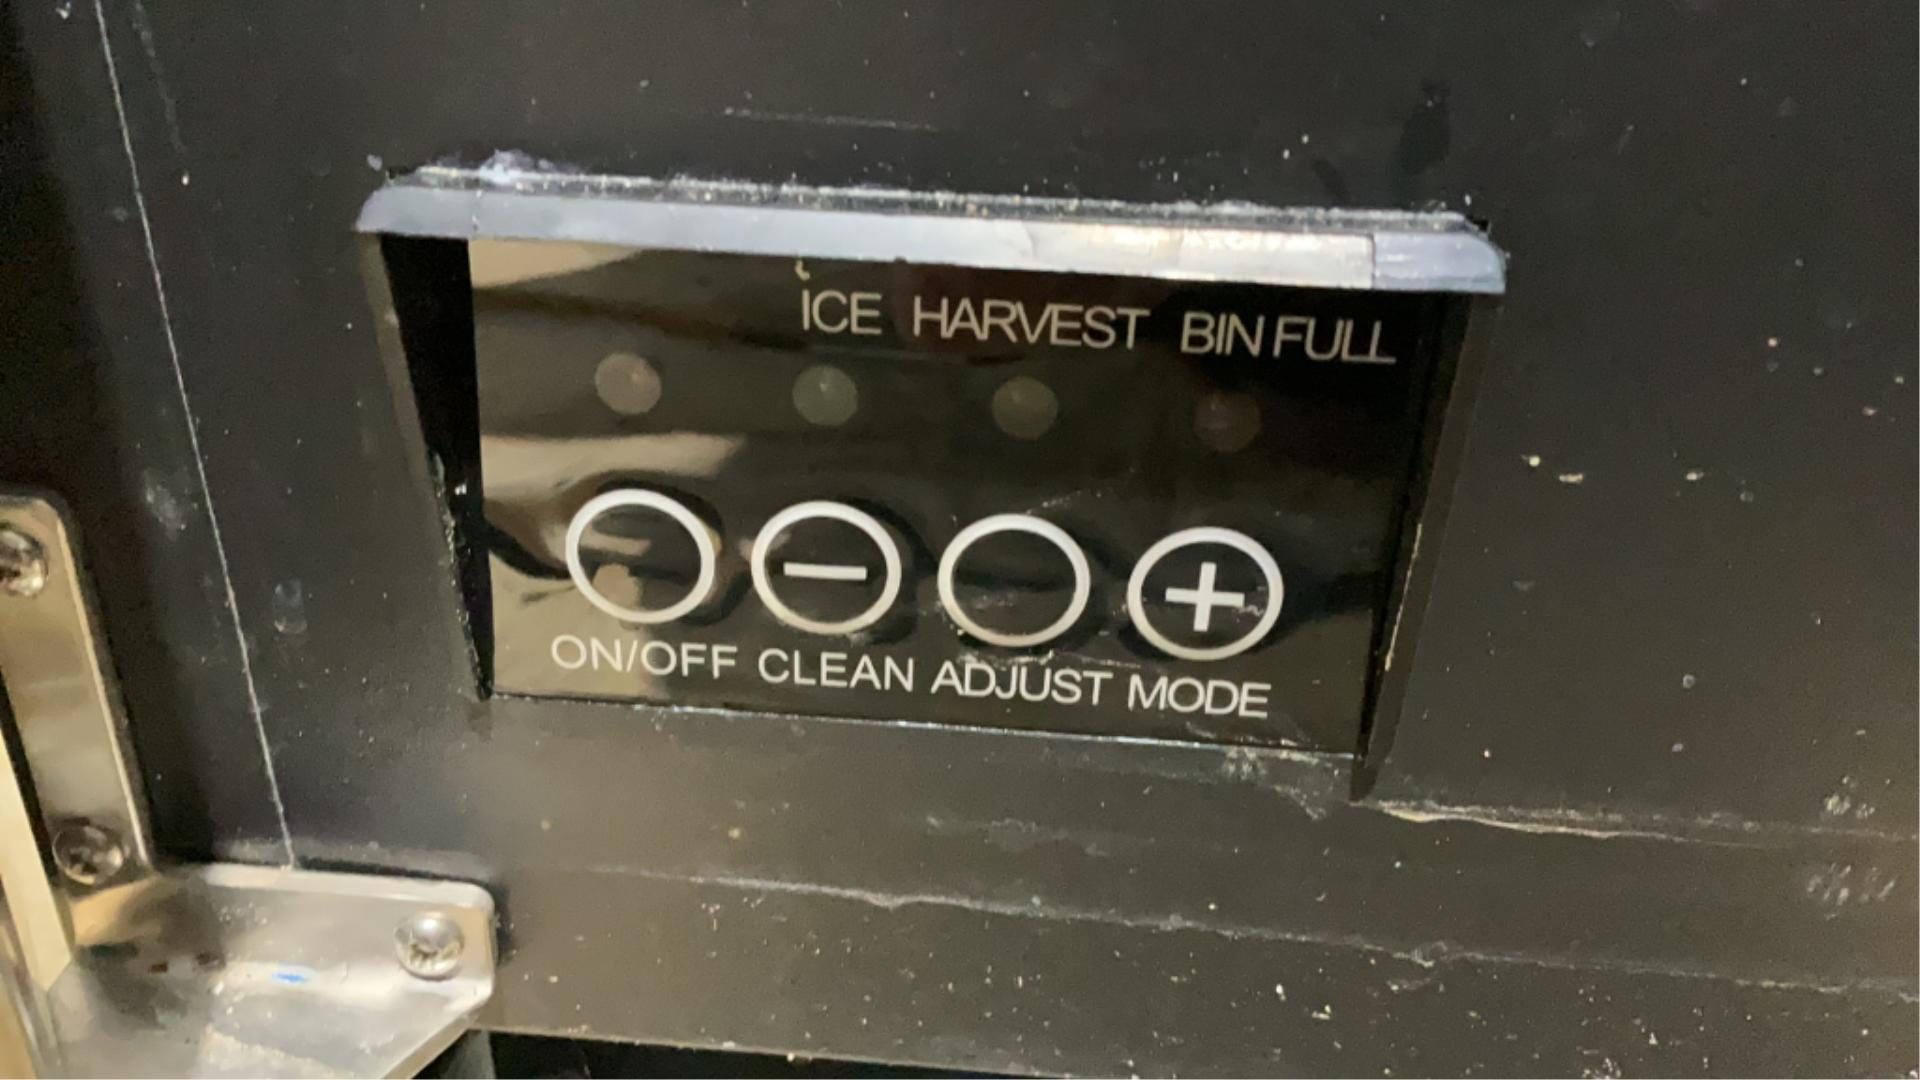 ICE HARVEST BIN FULL
− +
ON/OFF CLEAN ADJUST MODE